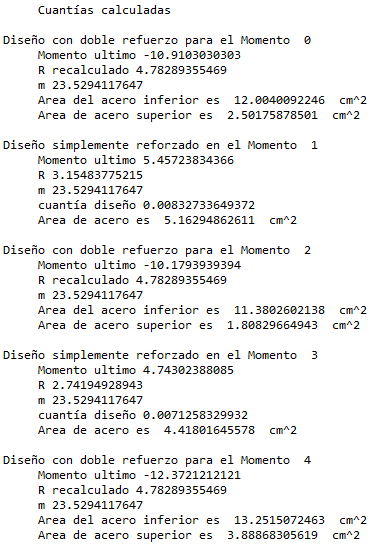 Cuantías calculadas
Diseño con doble refuerzo para el Momento  0
Momento ultimo -10.9103030303
R recalculado 4.78289355469
m 23.5294117647
Area del acero inferior es  12.0040092246  cm^2
Area de acero superior es  2.50175878501  cm^2
Diseño simplemente reforzado en el Momento  1
Momento ultimo 5.45723834366
R 3.15483775215
m 23.5294117647
cuantía diseño 0.00832733649372
Area de acero es  5.16294862611  cm^2
Diseño con doble refuerzo para el Momento  2
Momento ultimo -10.1793939394
R recalculado 4.78289355469
m 23.5294117647
Area del acero inferior es  11.3802602138  cm^2
Area de acero superior es  1.80829664943  cm^2
Diseño simplemente reforzado en el Momento  3
Momento ultimo 4.74302388085
R 2.74194928943
m 23.5294117647
cuantía diseño 0.0071258329932
Area de acero es  4.41801645578  cm^2
Diseño con doble refuerzo para el Momento  4
Momento ultimo -12.3721212121
R recalculado 4.78289355469
m 23.5294117647
Area del acero inferior es  13.2515072463  cm^2
Area de acero superior es  3.88868305619  cm^2